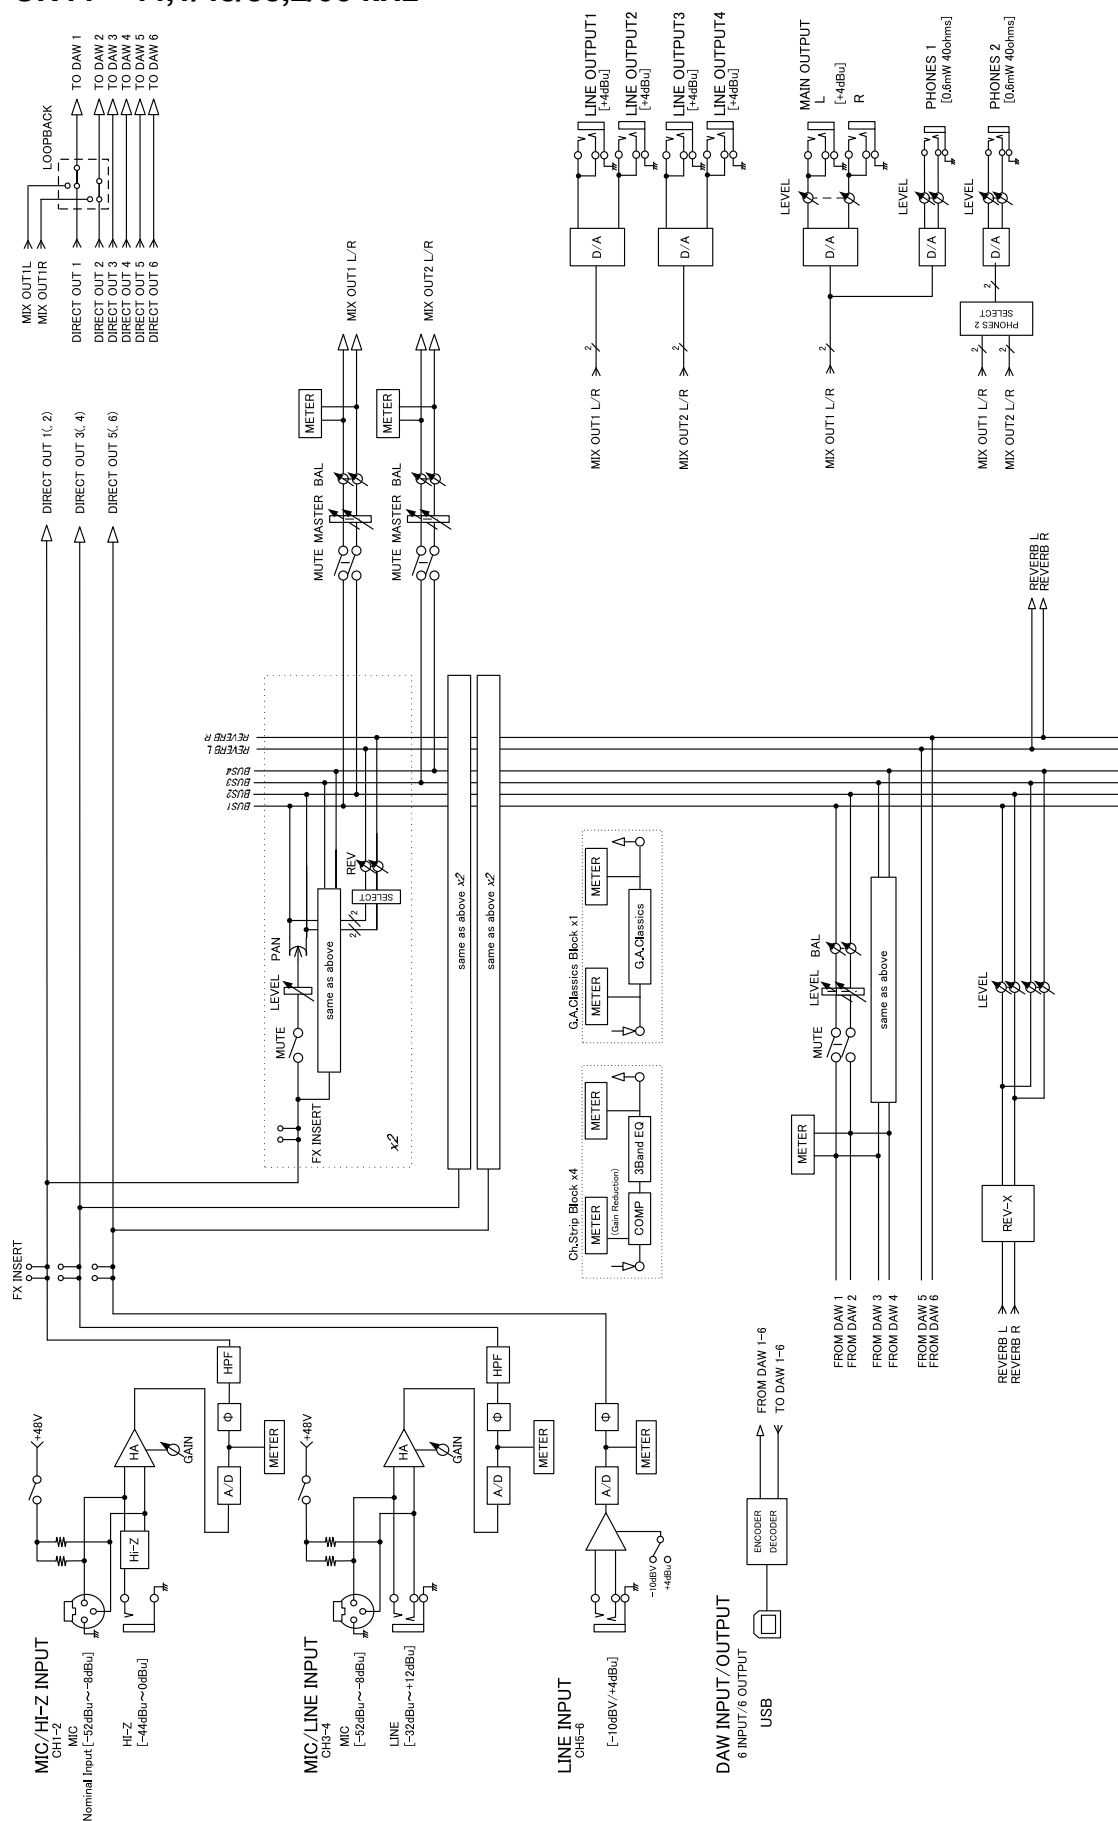 MIC/HI-Z INPUT
CH1-2
MIC
Nominal Input [-52dBu～-8dBu]
HI-Z
[-44dBu～0dBu]
+48V
Hi-Z
HA
GAIN
A/D
METER
Φ
HPF
FX INSERT
MIC/LINE INPUT
CH3-4
MIC
[-52dBu～-8dBu]
LINE
[-32dBu～+12dBu]
+48V
HA
GAIN
A/D
METER
Φ
HPF
LINE INPUT
CH5-6
[-10dBV/+4dBu]
-10dBV
+4dBu
A/D
METER
Φ
DAW INPUT/OUTPUT
6 INPUT/6 OUTPUT
USB
ENCODER
DECODER
FROM DAW 1-6
TO DAW 1-6
FX INSERT
x2
MUTE
LEVEL
PAN
same as above
2
2
SELECT
REV
same as above x2
same as above x2
BUS1
BUS2
BUS3
BUS4
REVERB L
REVERB R
DIRECT OUT 1(, 2)
DIRECT OUT 3(, 4)
DIRECT OUT 5(, 6)
MUTE MASTER BAL
METER
MIX OUT1 L/R
MUTE MASTER BAL
METER
MIX OUT2 L/R
Ch.Strip Block x4
METER
(Gain Reduction)
COMP
3Band EQ
METER
G.A.Classics Block x1
METER
G.A.Classics
METER
FROM DAW 1
FROM DAW 2
FROM DAW 3
FROM DAW 4
FROM DAW 5
FROM DAW 6
METER
MUTE
LEVEL
BAL
same as above
REVERB L
REVERB R
REV-X
LEVEL
REVERB L
REVERB R
MIX OUT1L
MIX OUT1R
DIRECT OUT 1
DIRECT OUT 2
DIRECT OUT 3
DIRECT OUT 4
DIRECT OUT 5
DIRECT OUT 6
LOOPBACK
TO DAW 1
TO DAW 2
TO DAW 3
TO DAW 4
TO DAW 5
TO DAW 6
MIX OUT1 L/R
2
D/A
LINE OUTPUT1
[+4dBu]
LINE OUTPUT2
[+4dBu]
MIX OUT2 L/R
2
D/A
LINE OUTPUT3
[+4dBu]
LINE OUTPUT4
[+4dBu]
MIX OUT1 L/R
2
D/A
LEVEL
MAIN OUTPUT
L
[+4dBu]
R
D/A
LEVEL
PHONES 1
[0.6mW 40ohms]
MIX OUT1 L/R
MIX OUT2 L/R
2
2
PHONES 2
SELECT
2
D/A
LEVEL
PHONES 2
[0.6mW 40ohms]